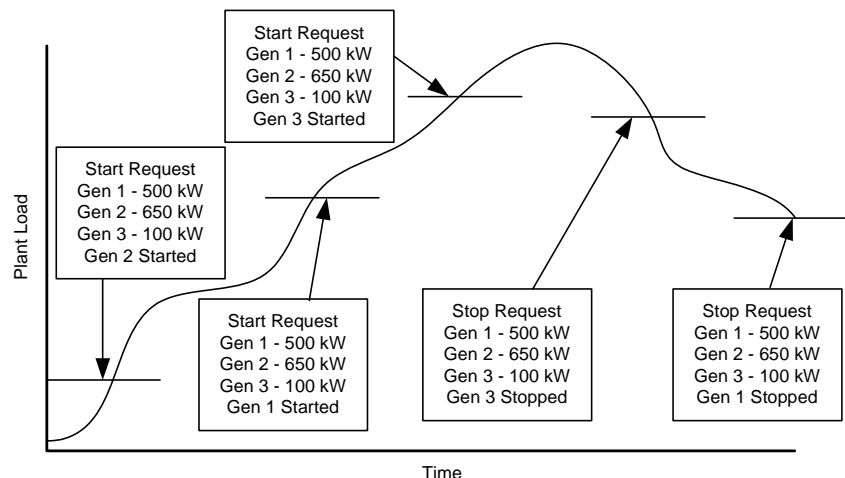 Start Request
Gen 1 - 500 kW
Gen 2 - 650 kW
Gen 3 - 100 kW
Gen 3 Started
Start Request
Gen 1 - 500 kW
Gen 2 - 650 kW
Gen 3 - 100 kW
Gen 2 Started
Plant Load
Start Request
Gen 1 - 500 kW
Gen 2 - 650 kW
Gen 3 - 100 kW
Gen 1 Started
Stop Request
Gen 1 - 500 kW
Gen 2 - 650 kW
Gen 3 - 100 kW
Gen 3 Stopped
Stop Request
Gen 1 - 500 kW
Gen 2 - 650 kW
Gen 3 - 100 kW
Gen 1 Stopped
Time